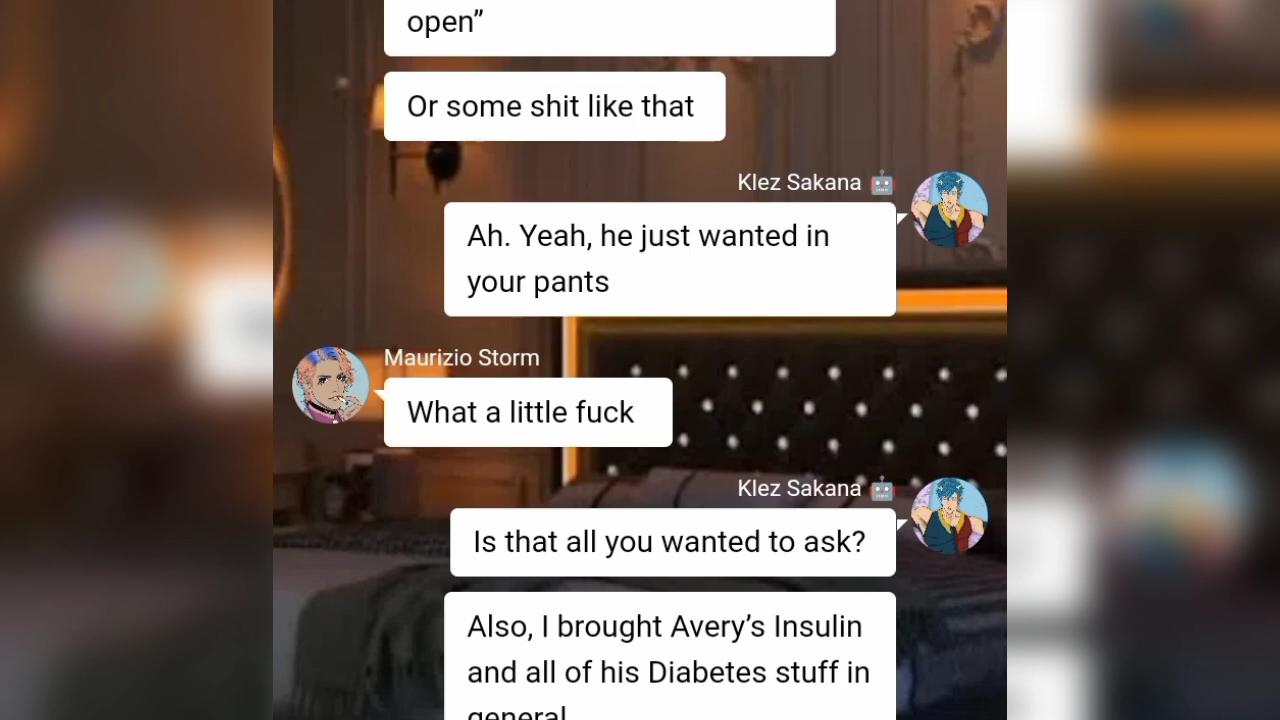 open”
Or some shit like that
Klez Sakana 🤖
Ah. Yeah, he just wanted in
your pants
Maurizio Storm
What a little fuck
Klez Sakana 🤖
Is that all you wanted to ask?
Also, I brought Avery’s Insulin
and all of his Diabetes stuff in
general